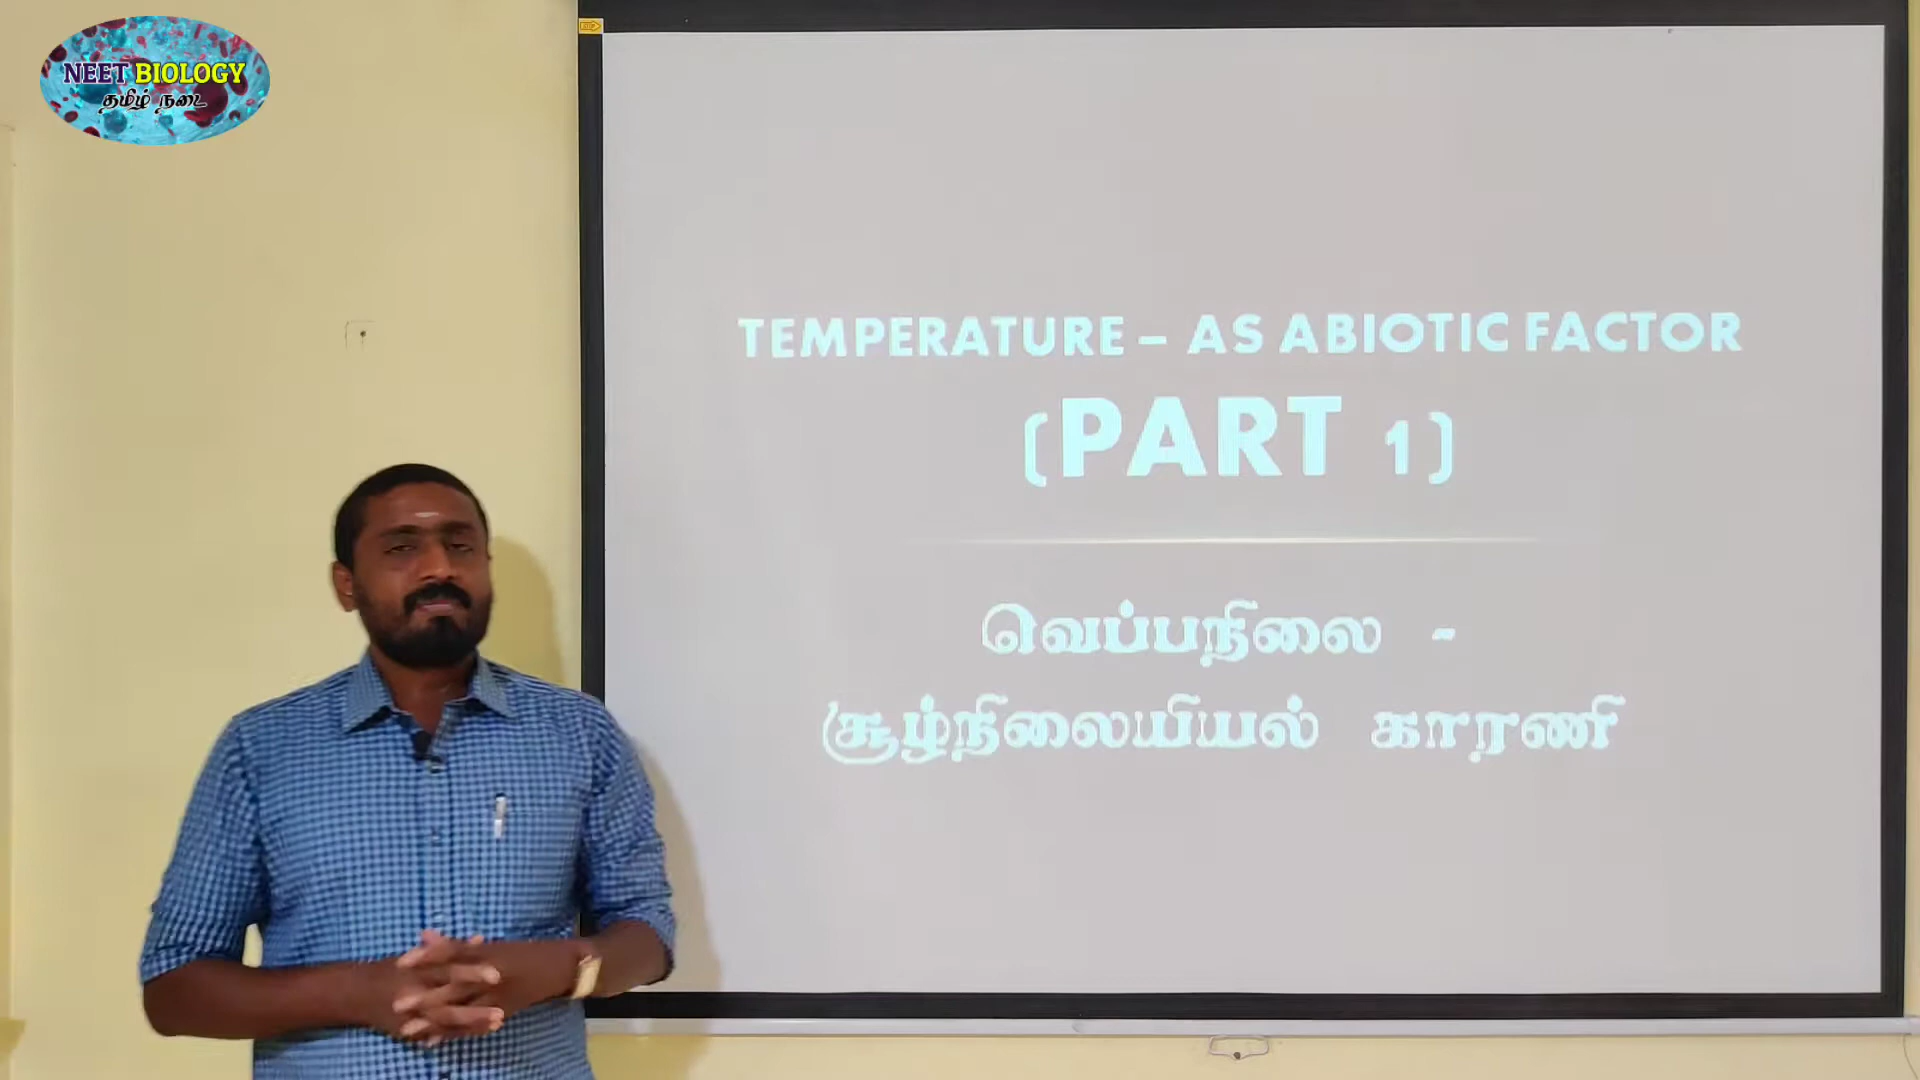 NEET BIOLOGY
தமிழ் நடை
TEMPERATURE – AS ABIOTIC FACTOR
(PART 1)
வெப்பநிலை -
சூழ்நிலையியல் காரணி